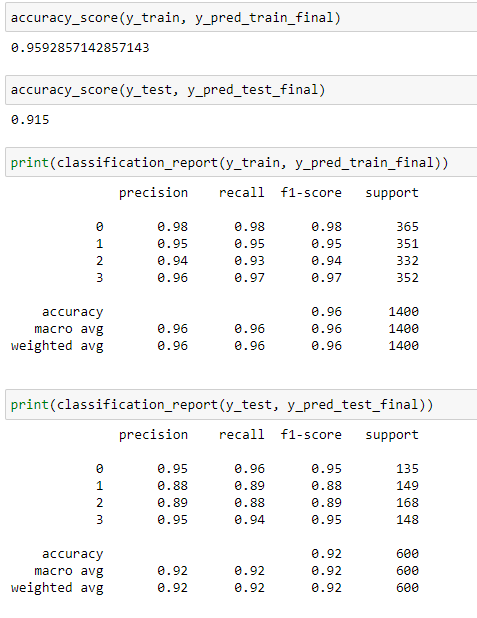 accuracy_score(y_train, y_pred_train_final)
0.9592857142857143
accuracy_score(y_test, y_pred_test_final)
0.915
print(classification_report(y_train, y_pred_train_final))
precision recall f1-score support
0 0.98 0.98 0.98 365
1 0.95 0.95 0.95 351
2 0.94 0.93 0.94 332
3 0.96 0.97 0.97 352
accuracy 0.96 1400
macro avg 0.96 0.96 0.96 1400
weighted avg 0.96 0.96 0.96 1400
print(classification_report(y_test, y_pred_test_final))
precision recall f1-score support
0 0.95 0.96 0.95 135
1 0.88 0.89 0.88 149
2 0.89 0.88 0.89 168
3 0.95 0.94 0.95 148
accuracy 0.92 600
macro avg 0.92 0.92 0.92 600
weighted avg 0.92 0.92 0.92 600